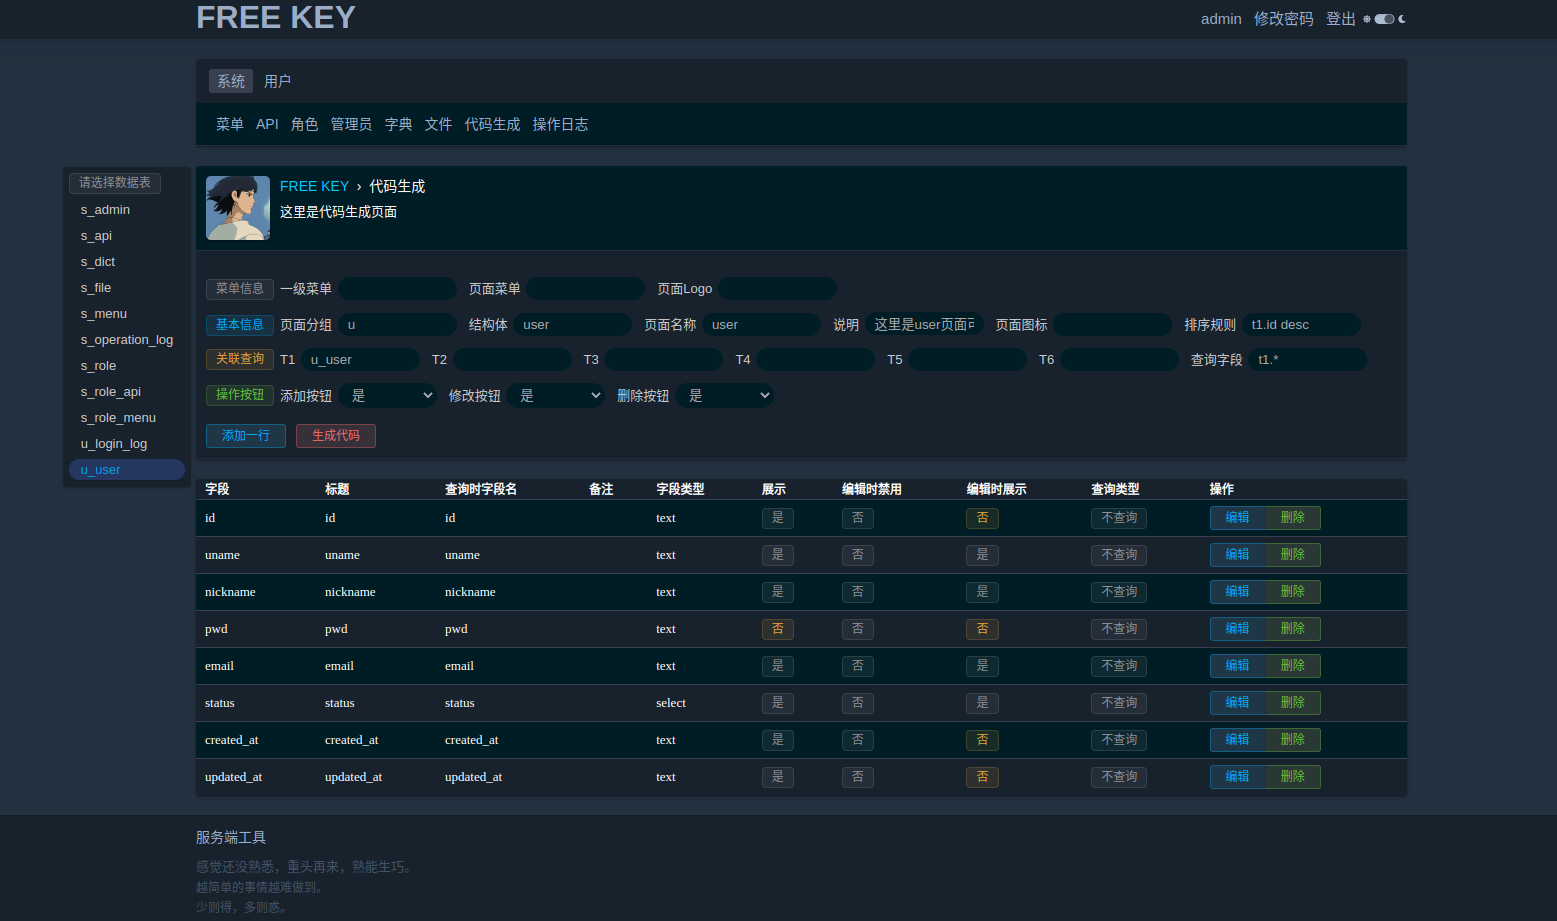 FREE KEY
admin 修改密码 登出
系统 用户
菜单 API 角色 管理员 字典 文件 代码生成 操作日志
请选择数据表
s_admin
s_api
s_dict
s_file
s_menu
s_operation_log
s_role
s_role_api
s_role_menu
u_login_log
u_user
FREE KEY › 代码生成
这里是代码生成页面
菜单信息 一级菜单 页面菜单 页面Logo
基本信息 页面分组 u 结构体 user 页面名称 user 说明 这里是user页面 页面图标 排序规则 t1.id desc
关联查询 T1 u_user T2 T3 T4 T5 T6 查询字段 t1.*
操作按钮 添加按钮 是 修改按钮 是 删除按钮 是
添加一行 生成代码
字段 标题 查询时字段名 备注 字段类型 展示 编辑时禁用 编辑时展示 查询类型 操作
id id id text 是 否 否 不查询 编辑 删除
uname uname uname text 是 否 是 不查询 编辑 删除
nickname nickname nickname text 是 否 是 不查询 编辑 删除
pwd pwd pwd text 否 否 否 不查询 编辑 删除
email email email text 是 否 是 不查询 编辑 删除
status status status select 是 否 是 不查询 编辑 删除
created_at created_at created_at text 是 否 否 不查询 编辑 删除
updated_at updated_at updated_at text 是 否 否 不查询 编辑 删除
服务端工具
感觉还没熟悉，重头再来，熟能生巧。
越简单的事情越难做到。
少则得，多则惑。